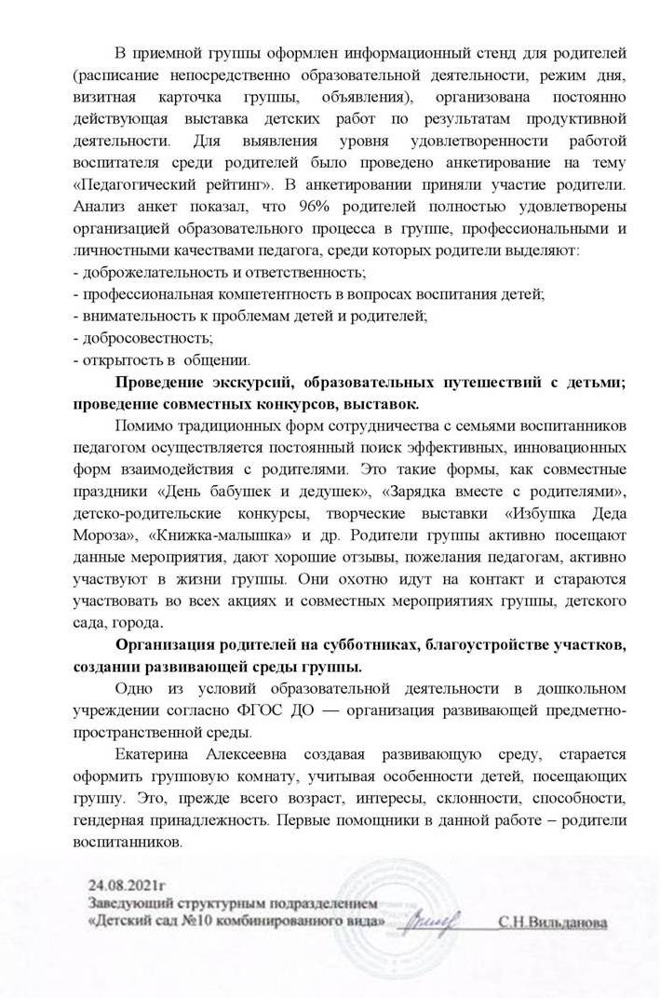 В приемной группы оформлен информационный стенд для родителей
(расписание непосредственно образовательной деятельности, режим дня,
визитная карточка группы, объявления), организована постоянно
действующая выставка детских работ по результатам продуктивной
деятельности. Для выявления уровня удовлетворенности работой
воспитателя среди родителей было проведено анкетирование на тему
«Педагогический рейтинг». В анкетировании приняли участие родители.
Анализ анкет показал, что 96% родителей полностью удовлетворены
организацией образовательного процесса в группе, профессиональными и
личностными качествами педагога, среди которых родители выделяют:
- доброжелательность и ответственность;
- профессиональная компетентность в вопросах воспитания детей;
- внимательность к проблемам детей и родителей;
- добросовестность;
- открытость в  общении.
Проведение экскурсий, образовательных путешествий с детьми;
проведение совместных конкурсов, выставок.
Помимо традиционных форм сотрудничества с семьями воспитанников
педагогом осуществляется постоянный поиск эффективных, инновационных
форм взаимодействия с родителями. Это такие формы, как совместные
праздники «День бабушек и дедушек», «Зарядка вместе с родителями»,
детско-родительские конкурсы, творческие выставки «Избушка Деда
Мороза», «Книжка-малышка» и др. Родители группы активно посещают
данные мероприятия, дают хорошие отзывы, пожелания педагогам, активно
участвуют в жизни группы. Они охотно идут на контакт и стараются
участвовать во всех акциях и совместных мероприятиях группы, детского
сада, города.
Организация родителей на субботниках, благоустройстве участков,
создании развивающей среды группы.
Одно из условий образовательной деятельности в дошкольном
учреждении согласно ФГОС ДО — организация развивающей предметно-
пространственной среды.
Екатерина Алексеевна создавая развивающую среду, старается
оформить групповую комнату, учитывая особенности детей, посещающих
группу. Это, прежде всего возраст, интересы, склонности, способности,
гендерная принадлежность. Первые помощники в данной работе – родители
воспитанников.
24.08.2021г
Заведующий структурным подразделением
«Детский сад №10 комбинированного вида» С.Н.Вильданова